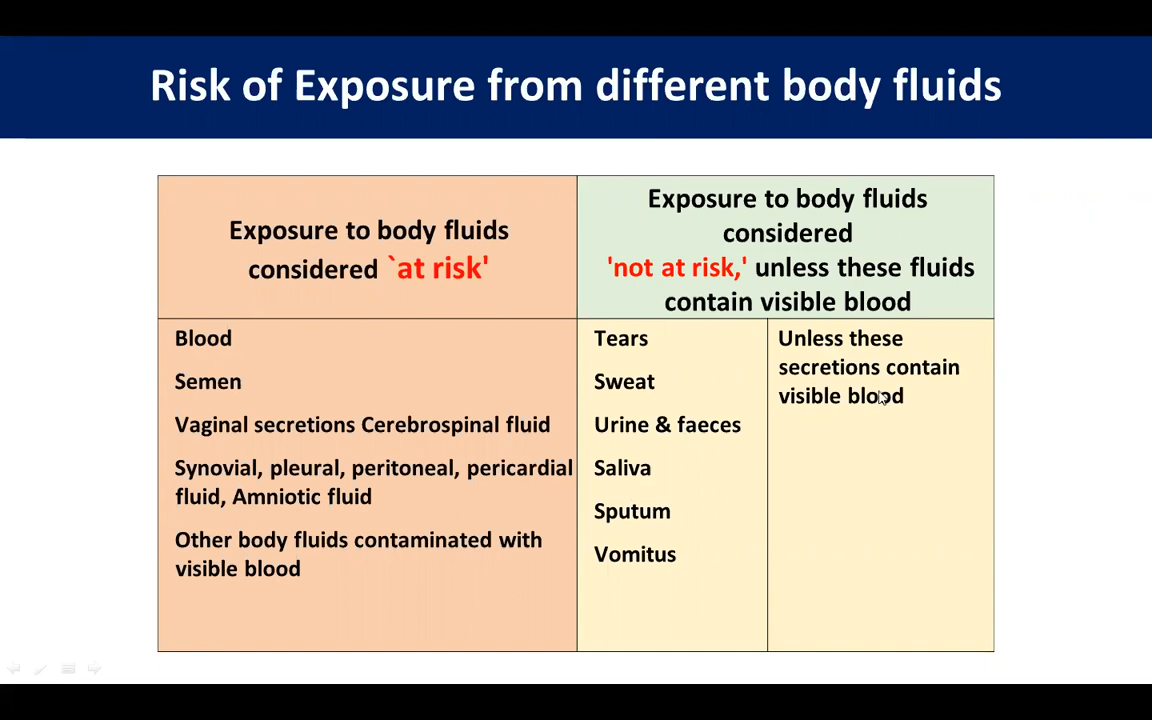 Risk of Exposure from different body fluids
Exposure to body fluids
considered `at risk'
Exposure to body fluids
considered
'not at risk,' unless these fluids
contain visible blood
Blood
Semen
Vaginal secretions Cerebrospinal fluid
Synovial, pleural, peritoneal, pericardial
fluid, Amniotic fluid
Other body fluids contaminated with
visible blood
Tears
Sweat
Urine & faeces
Saliva
Sputum
Vomitus
Unless these
secretions contain
visible blood